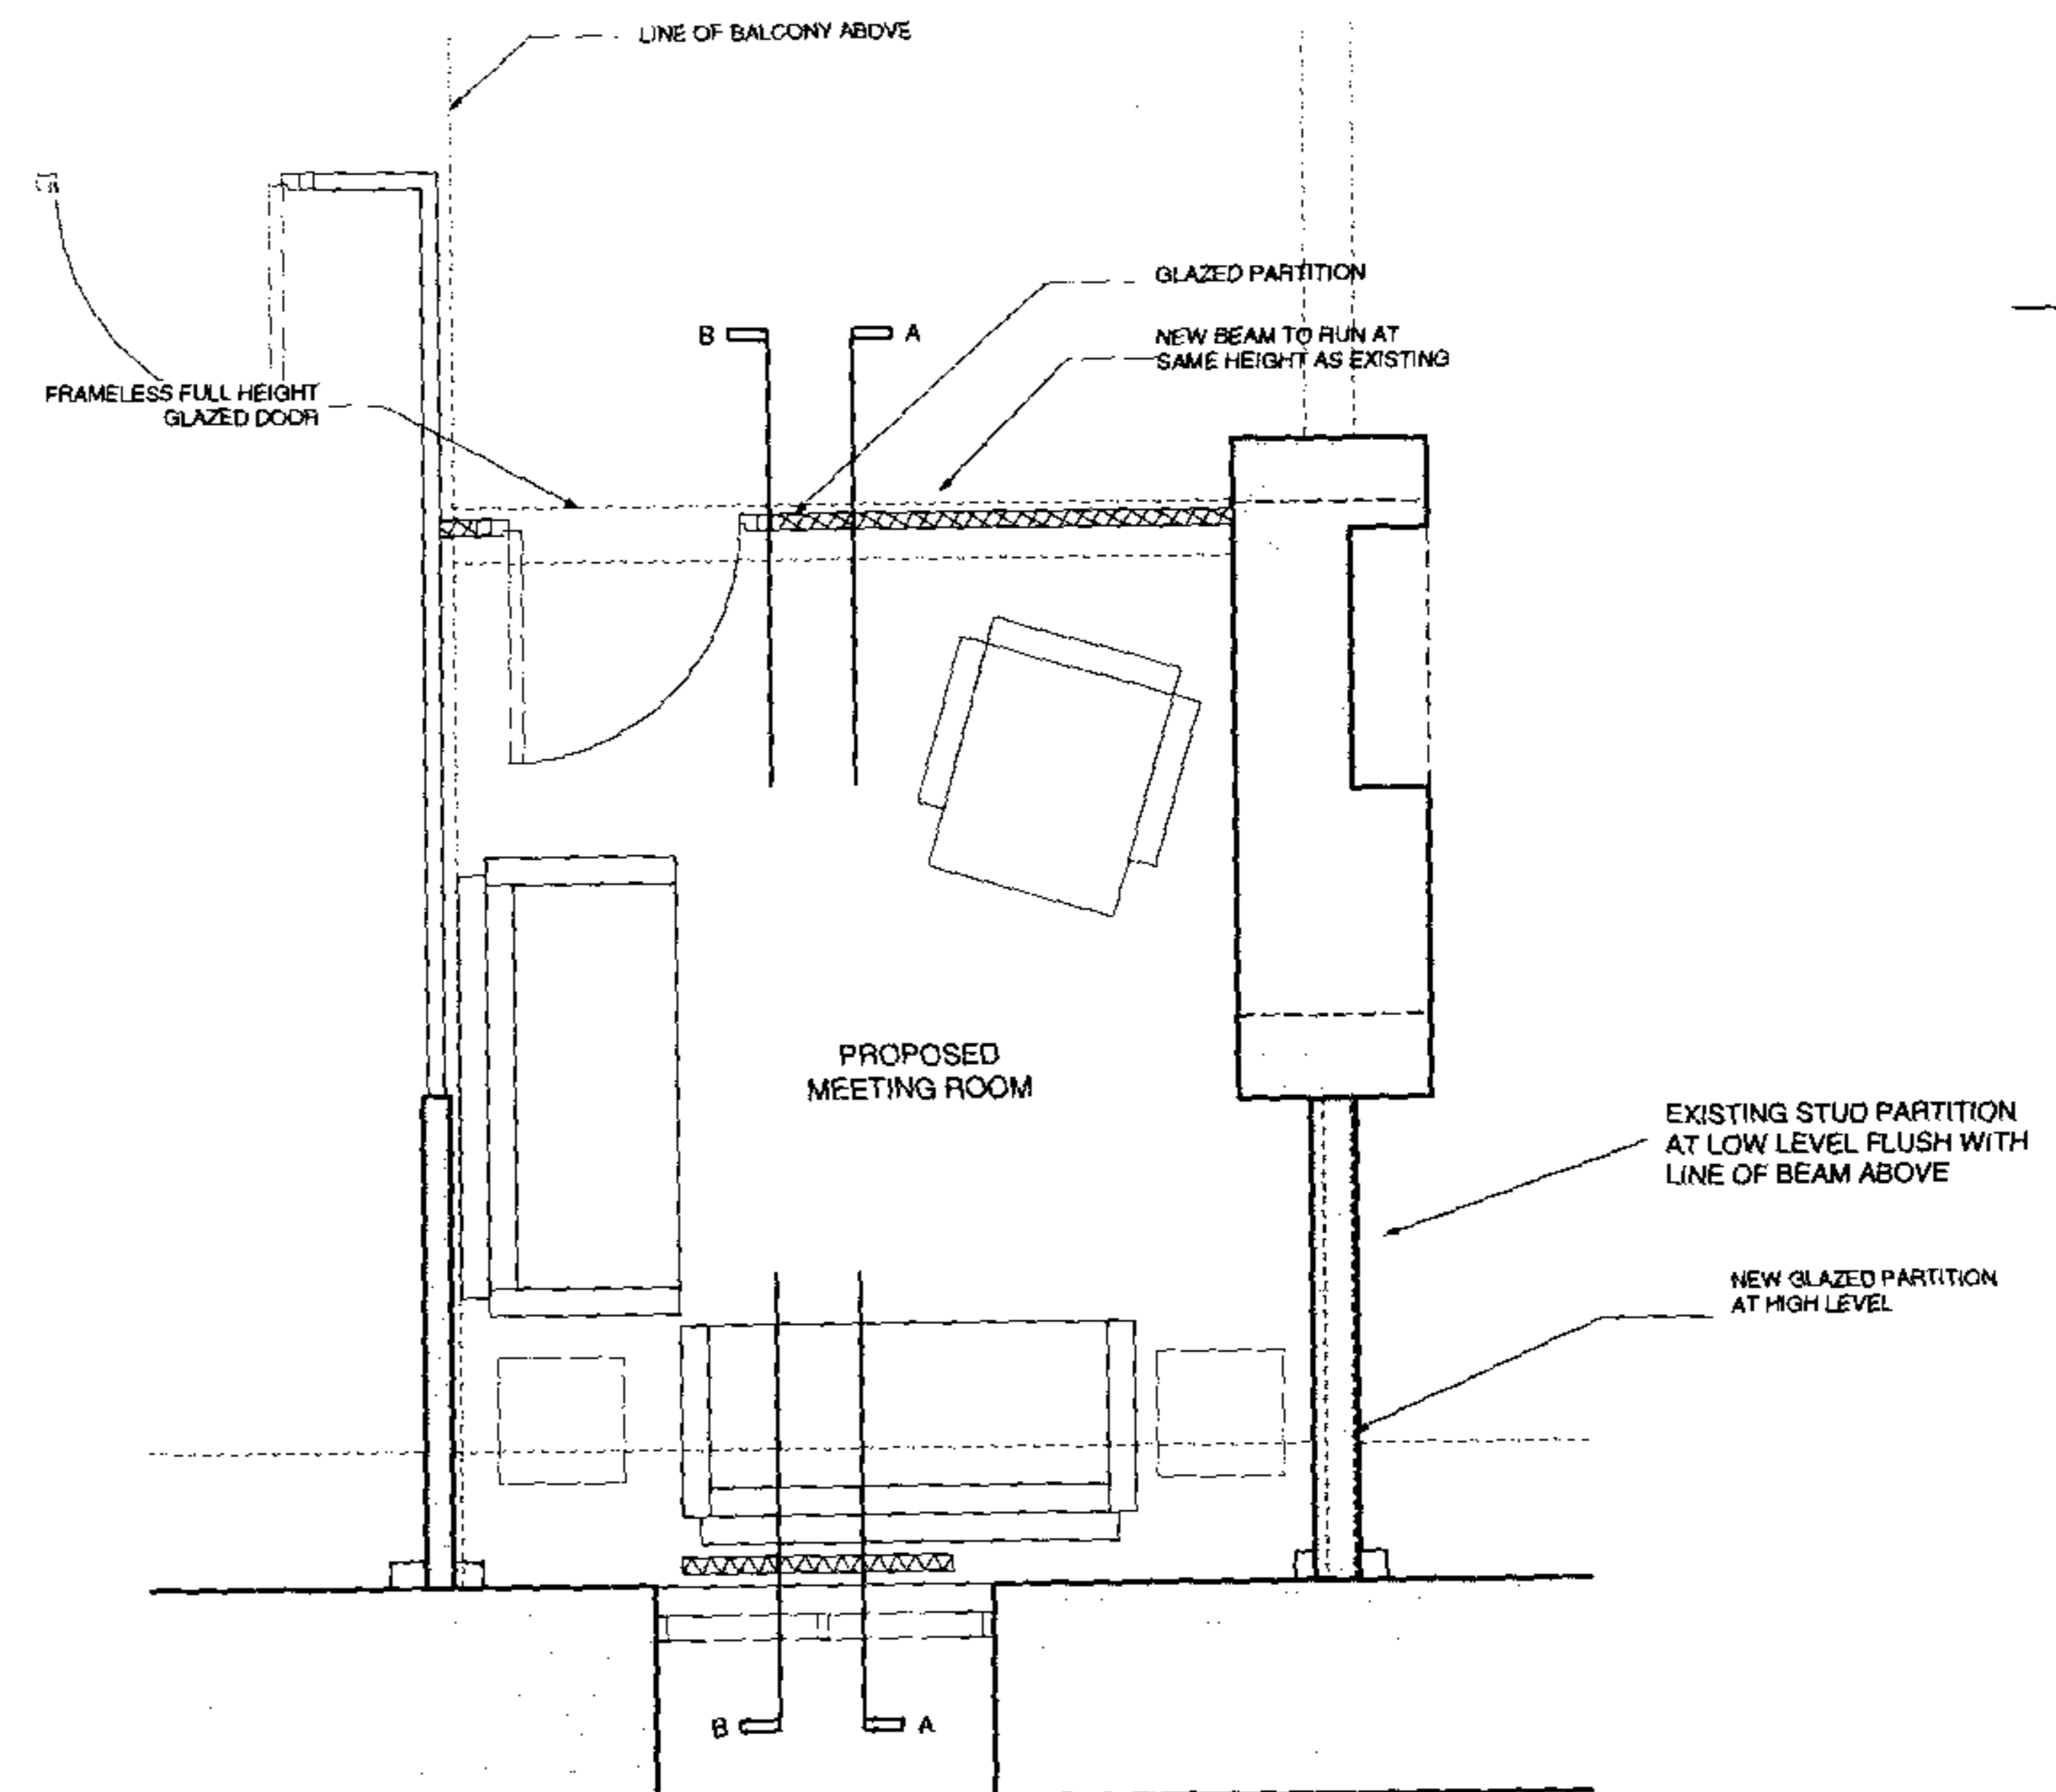 LINE OF BALCONY ABOVE
GLAZED PARTITION
B
A
NEW BEAM TO RUN AT
SAME HEIGHT AS EXISTING
FRAMELESS FULL HEIGHT
GLAZED DOOR
PROPOSED
MEETING ROOM
EXISTING STUD PARTITION
AT LOW LEVEL FLUSH WITH
LINE OF BEAM ABOVE
NEW GLAZED PARTITION
AT HIGH LEVEL
B
A